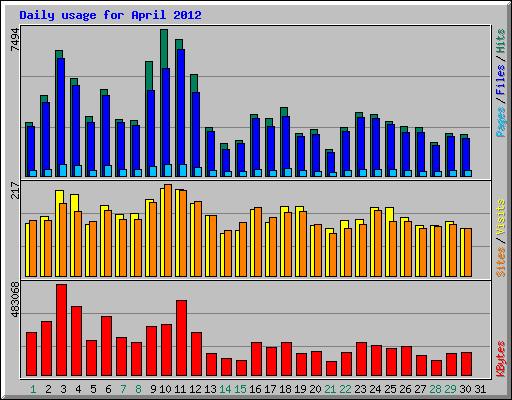 Daily usage for April 2012
7494
Pages / Files / Hits
217
Sites / Visits
483068
KBytes
1 2 3 4 5 6 7 8 9 10 11 12 13 14 15 16 17 18 19 20 21 22 23 24 25 26 27 28 29 30 31